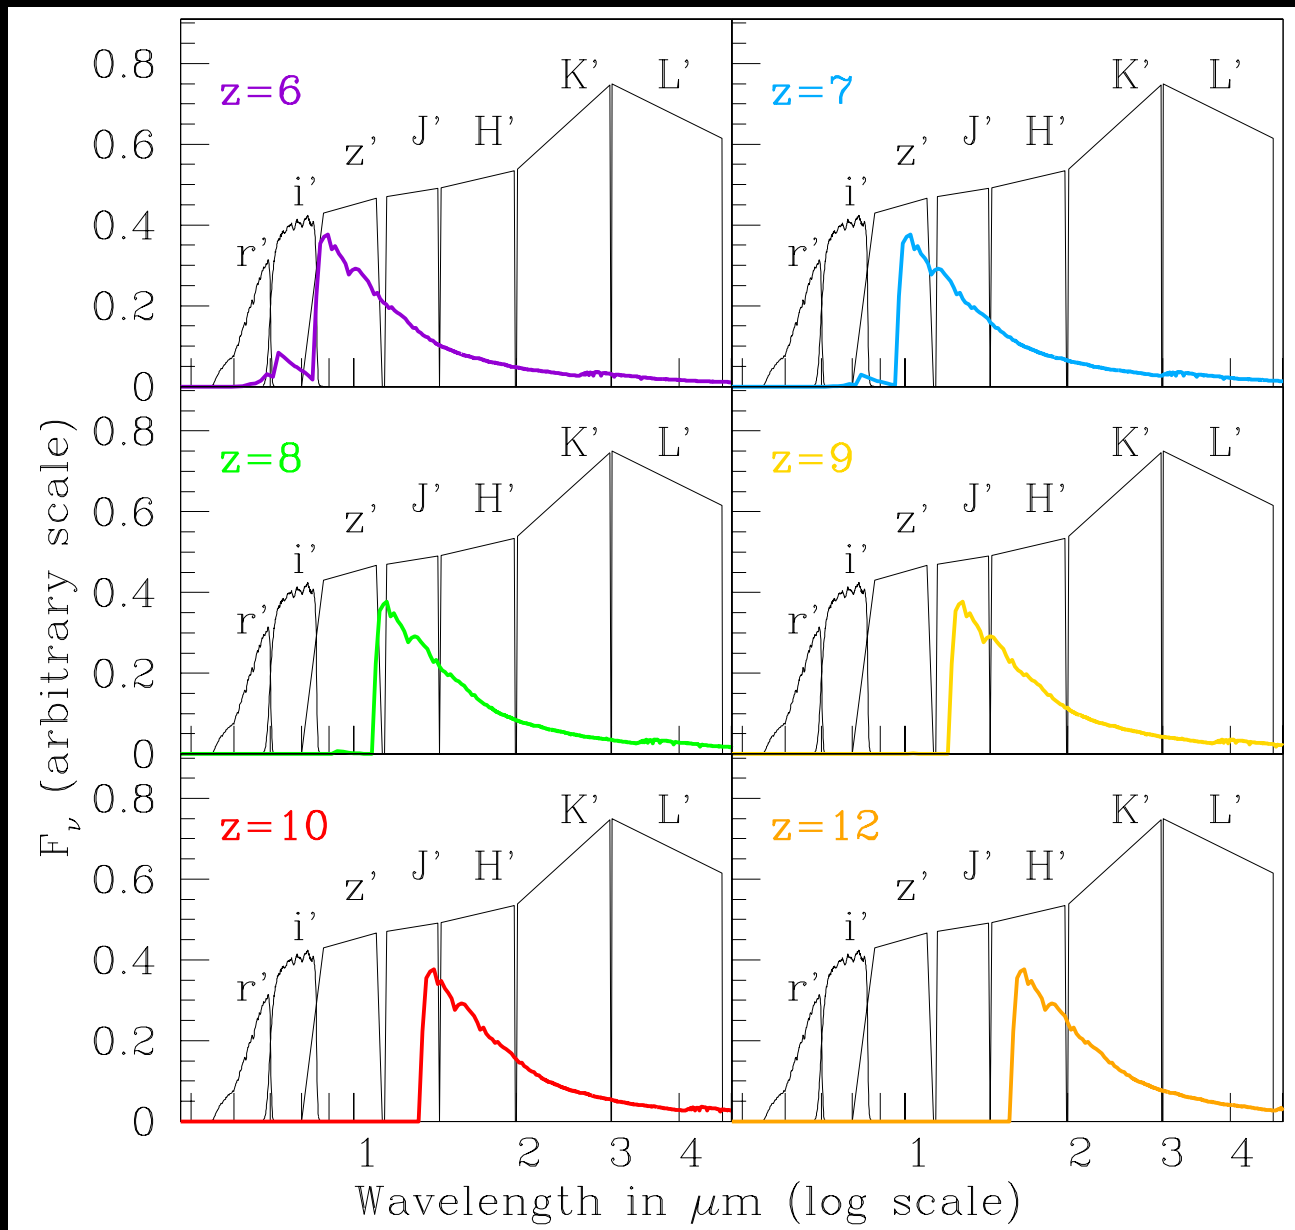 K' L' K' L'
0.8
z=6 z=7
J' H' J' H'
0.6
z' z'
i' i'
r' r'
0.4
0.2
0
K' L' K' L'
0.8
z=8 z=9
J' H' J' H'
0.6
z' z'
i' i'
r' r'
0.4
0.2
0
K' L' K' L'
0.8
z=10 z=12
J' H' J' H'
0.6
z' z'
i' i'
r' r'
0.4
0.2
0
F_ν (arbitrary scale)
1 2 3 4 1 2 3 4
Wavelength in μm (log scale)